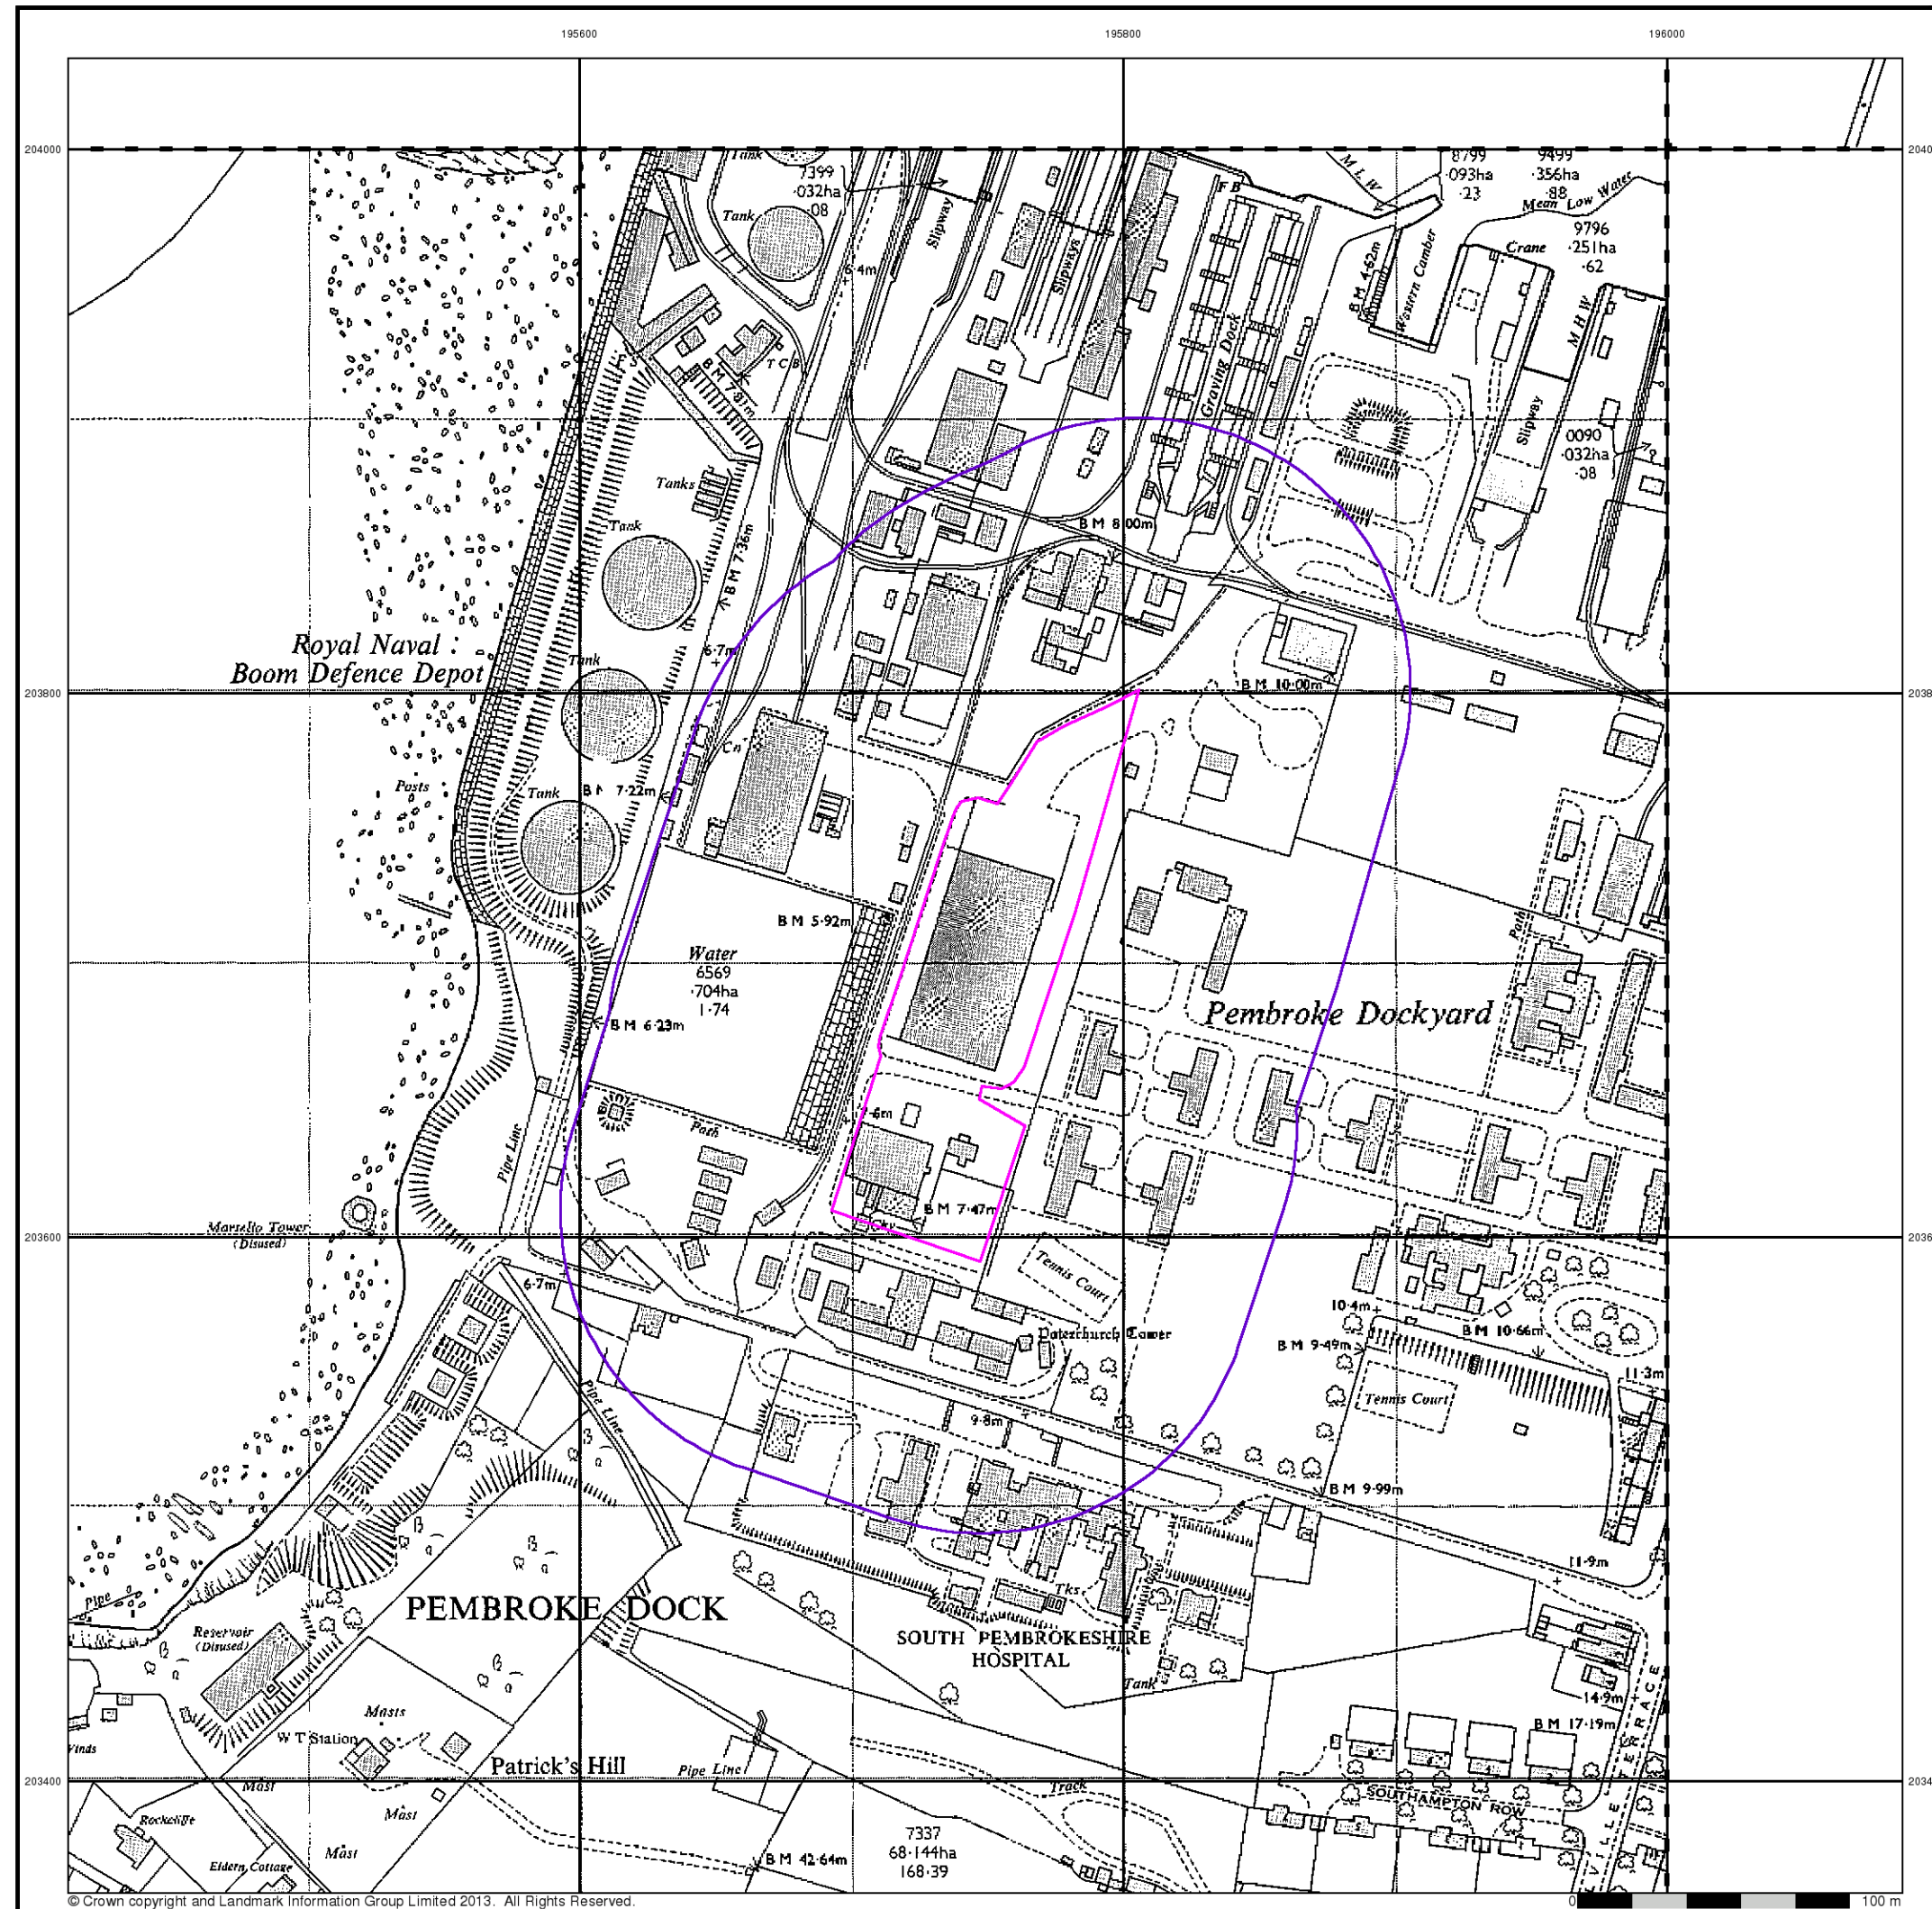 195600
195800
196000
204000
Tank
7399
·032ha
·08
Tank
Slipway
Slipways
F B
M L W
8799
·093ha
·23
9499
·356ha
·88
Mean Low Water
9796
·251ha
·62
Crane
6·4m
B M 4·62m
Western Camber
M H W
T C B
Graving Dock
Slipway
0090
·032ha
·08
Tanks
Tank
B M 7·36m
B M 8·00m
Royal Naval :
Boom Defence Depot
Tank
6·7m
B M 10·00m
203800
Posts
Tank
B M 7·22m
B M 5·92m
Path
Water
6569
·704ha
1·74
B M 6·23m
Pembroke Dockyard
Pipe Line
Path
B M 7·47m
Martello Tower
(Disused)
203600
6·7m
Tennis Court
Paterchurch Tower
10·4m
B M 9·49m
B M 10·66m
11·3m
Tennis Court
Pipe Line
9·8m
B M 9·99m
11·9m
Pipe
PEMBROKE DOCK
Tks
Reservoir
(Disused)
SOUTH PEMBROKESHIRE
HOSPITAL
Tank
14·9m
Masts
W T Station
B M 17·19m
TERRACE
Patrick's Hill
Pipe Line
203400
Mast
Track
SOUTHAMPTON ROW
Rockcliffe
Mast
Mast
7337
68·144ha
168·39
B M 42·64m
Eldern Cottage
© Crown copyright and Landmark Information Group Limited 2013. All Rights Reserved.
0
100 m